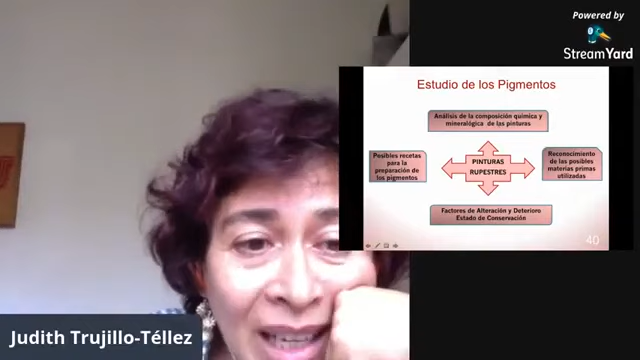 Powered by
StreamYard
Estudio de los Pigmentos
Análisis de la composición química y
mineralógica de las pinturas
Posibles recetas
para la
preparación de
los pigmentos
PINTURAS
RUPESTRES
Reconocimiento
de las posibles
materias primas
utilizadas
Factores de Alteración y Deterioro
Estado de Conservación
40
Judith Trujillo-Téllez